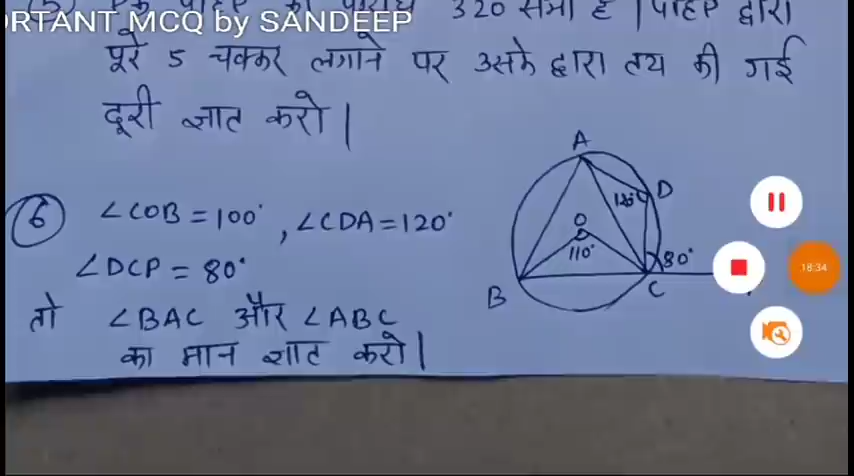 ORTANT MCQ by SANDEEP
320 सेमी है | पहिए द्वारा
पूरे 5 चक्कर लगाने पर उसके द्वारा तय की गई
दूरी ज्ञात करो |
6 ∠COB = 100°, ∠CDA = 120°
∠DCP = 80°
तो ∠BAC और ∠ABC
का मान ज्ञात करो |
A
D
120°
O
110°
80°
B
C
18:34